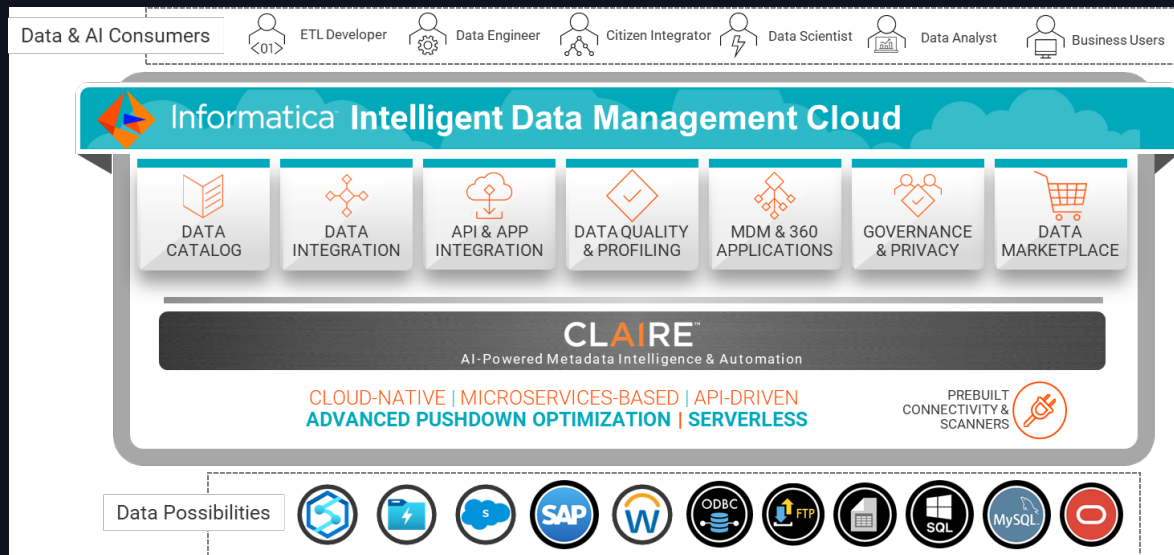 Data & AI Consumers
<01>
ETL Developer
Data Engineer
Citizen Integrator
Data Scientist
Data Analyst
Business Users
Informatica Intelligent Data Management Cloud
DATA
CATALOG
DATA
INTEGRATION
API & APP
INTEGRATION
DATA QUALITY
& PROFILING
MDM & 360
APPLICATIONS
GOVERNANCE
& PRIVACY
DATA
MARKETPLACE
CLAIRE™
AI-Powered Metadata Intelligence & Automation
CLOUD-NATIVE | MICROSERVICES-BASED | API-DRIVEN
ADVANCED PUSHDOWN OPTIMIZATION | SERVERLESS
PREBUILT
CONNECTIVITY &
SCANNERS
Data Possibilities
S
SAP
W
ODBC
FTP
SQL
MySQL